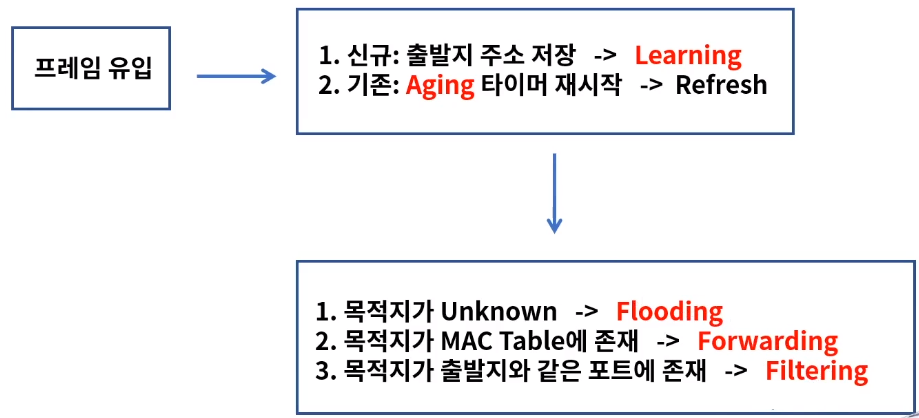 프레임 유입
1. 신규: 출발지 주소 저장 -> Learning
2. 기존: Aging 타이머 재시작 -> Refresh
1. 목적지가 Unknown -> Flooding
2. 목적지가 MAC Table에 존재 -> Forwarding
3. 목적지가 출발지와 같은 포트에 존재 -> Filtering